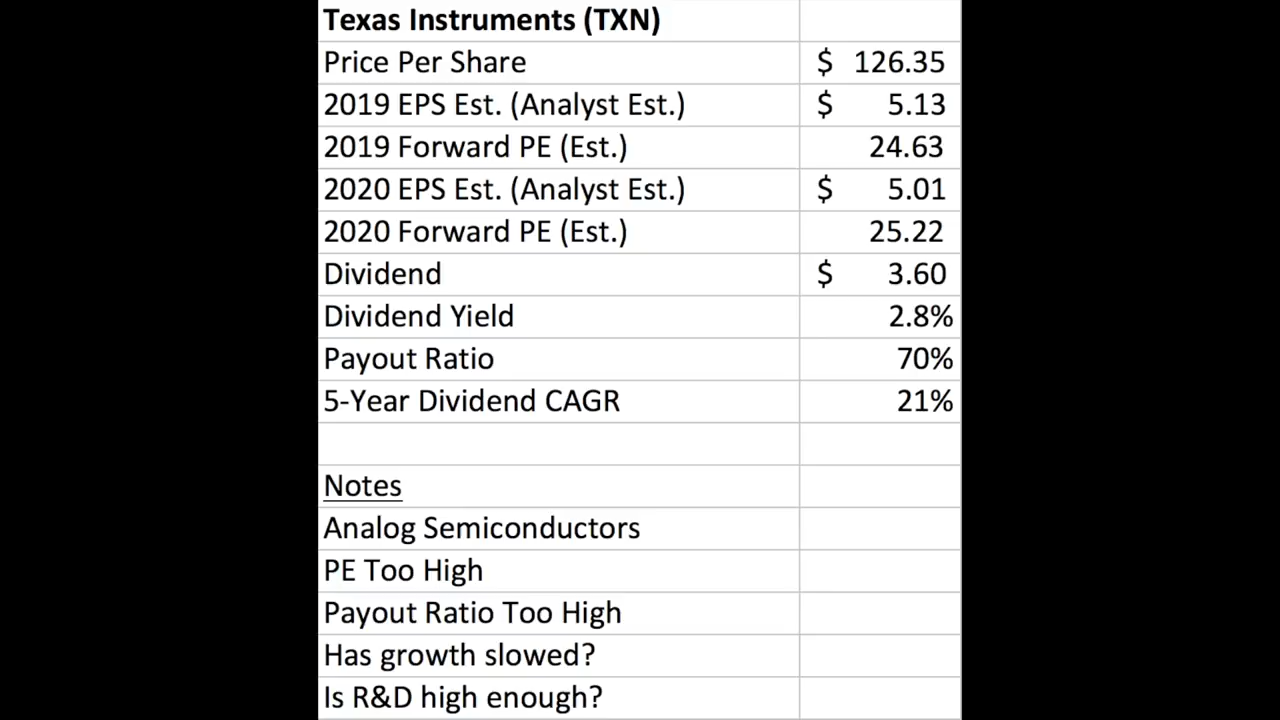 Texas Instruments (TXN)
Price Per Share $ 126.35
2019 EPS Est. (Analyst Est.) $ 5.13
2019 Forward PE (Est.) 24.63
2020 EPS Est. (Analyst Est.) $ 5.01
2020 Forward PE (Est.) 25.22
Dividend $ 3.60
Dividend Yield 2.8%
Payout Ratio 70%
5-Year Dividend CAGR 21%
Notes
Analog Semiconductors
PE Too High
Payout Ratio Too High
Has growth slowed?
Is R&D high enough?